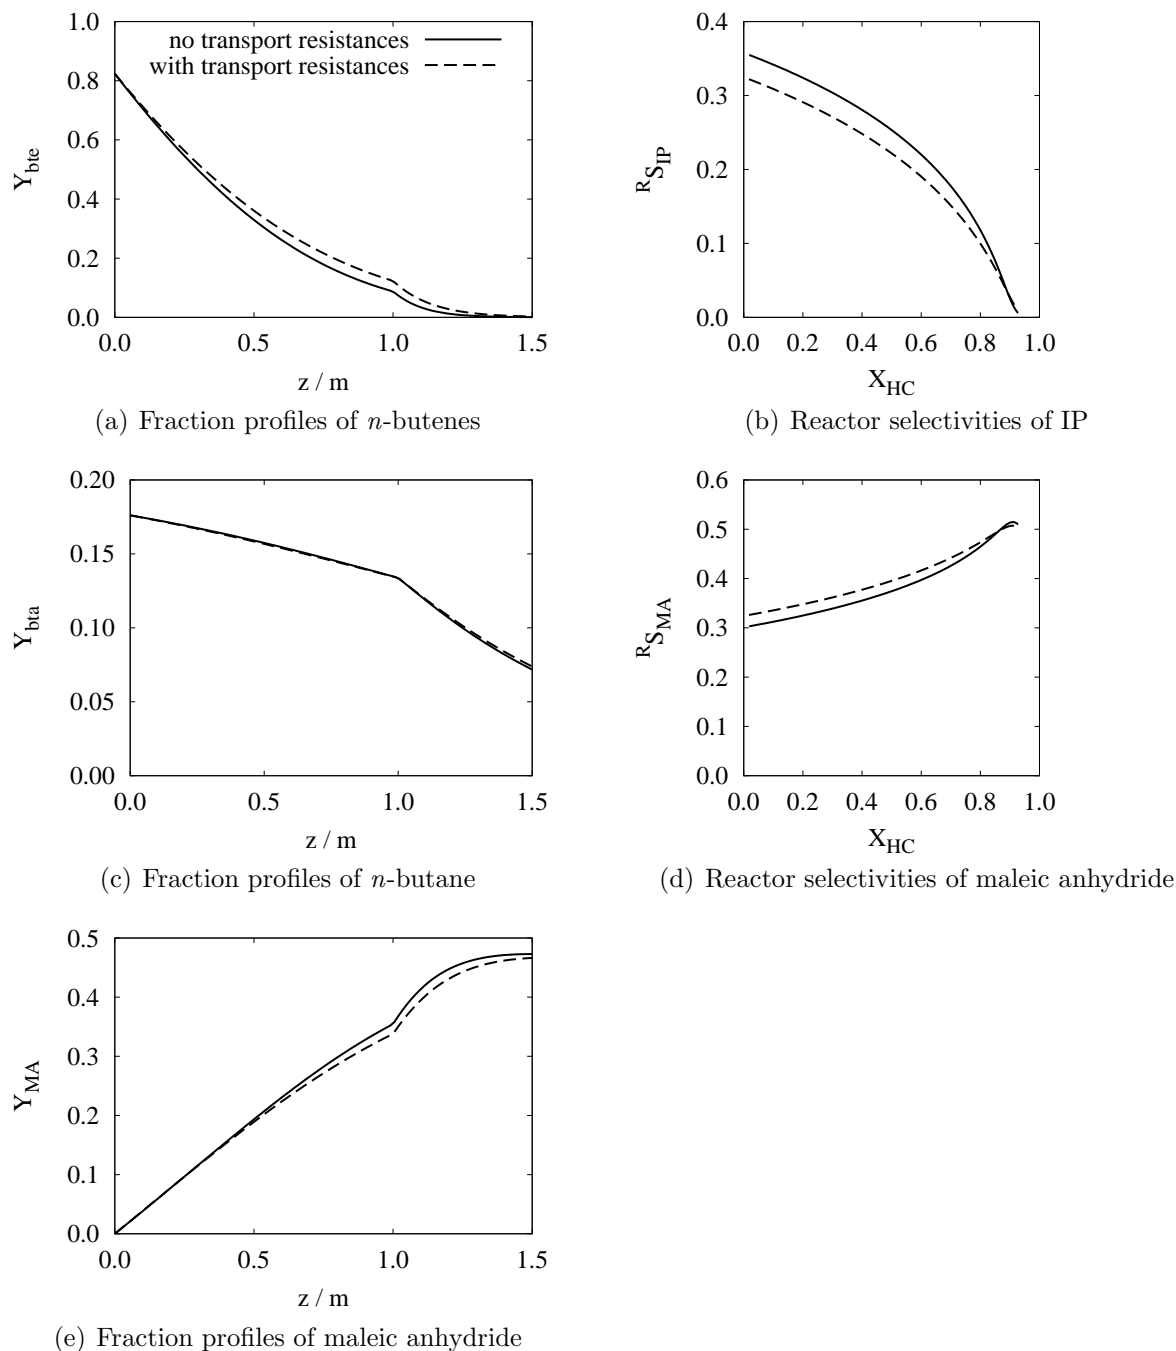 1.0
0.8
0.6
0.4
0.2
0.0
Y_bte
no transport resistances
with transport resistances
0.0 0.5 1.0 1.5
z / m
(a) Fraction profiles of n-butenes
0.4
0.3
0.2
0.1
0.0
ᴿS_IP
0.0 0.2 0.4 0.6 0.8 1.0
X_HC
(b) Reactor selectivities of IP
0.20
0.15
0.10
0.05
0.00
Y_bta
0.0 0.5 1.0 1.5
z / m
(c) Fraction profiles of n-butane
0.6
0.5
0.4
0.3
0.2
0.1
0.0
ᴿS_MA
0.0 0.2 0.4 0.6 0.8 1.0
X_HC
(d) Reactor selectivities of maleic anhydride
0.5
0.4
0.3
0.2
0.1
0.0
Y_MA
0.0 0.5 1.0 1.5
z / m
(e) Fraction profiles of maleic anhydride